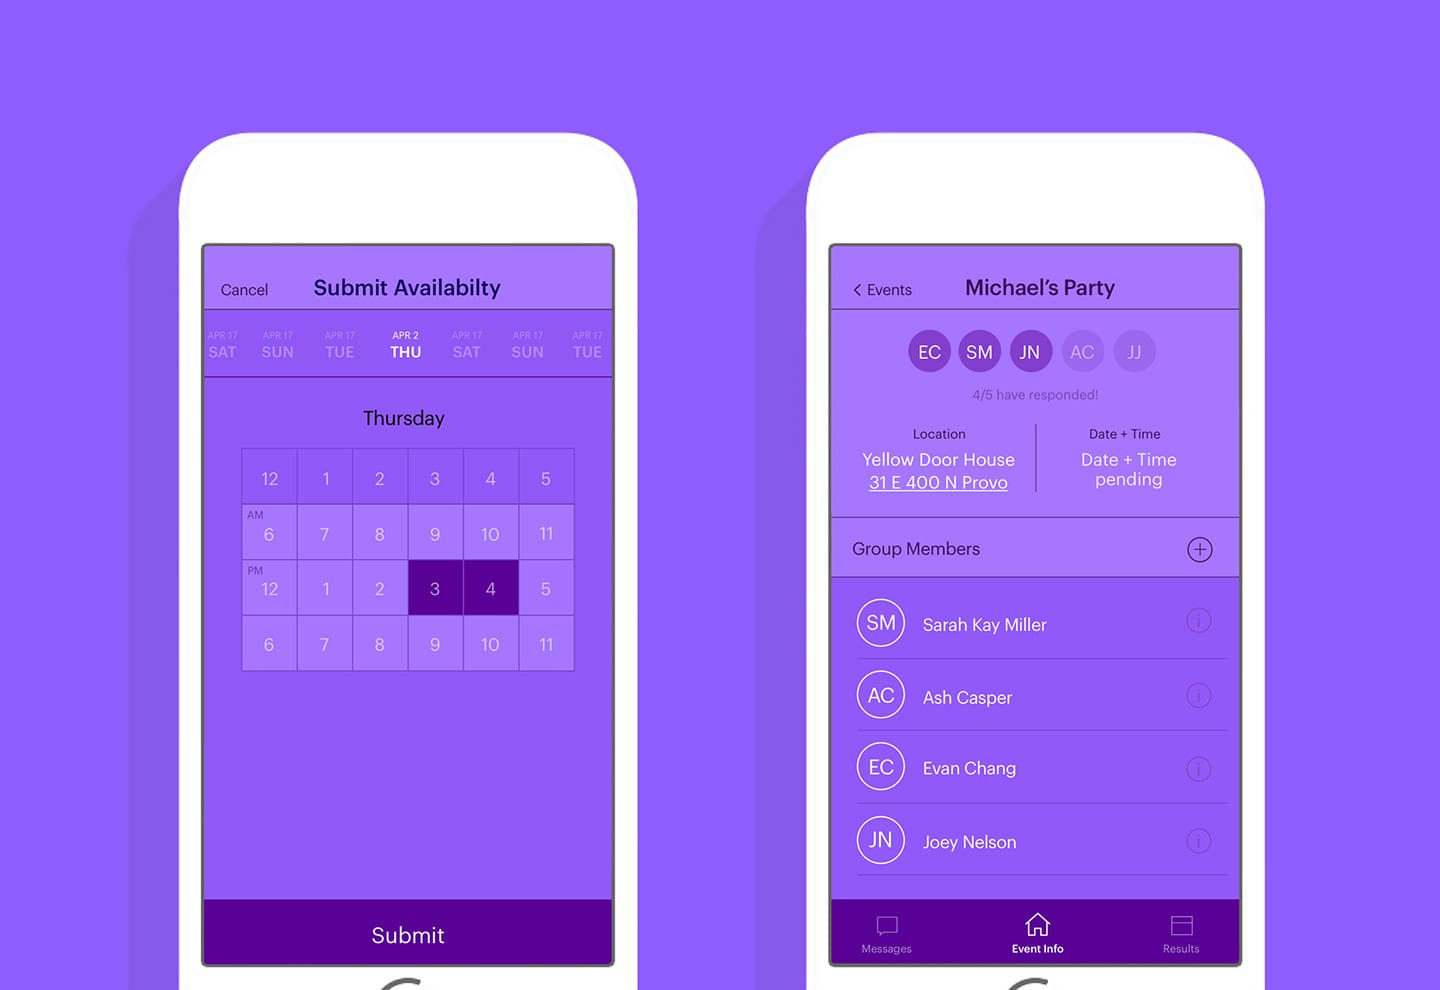 Cancel Submit Availabilty
APR 17 APR 17 APR 17 APR 2 APR 17 APR 17 APR 17
SAT SUN TUE THU SAT SUN TUE
Thursday
12 1 2 3 4 5
AM
6 7 8 9 10 11
PM
12 1 2 3 4 5
6 7 8 9 10 11
Submit
Events Michael's Party
EC SM JN AC JJ
4/5 have responded!
Location
Yellow Door House
31 E 400 N Provo
Date + Time
Date + Time
pending
Group Members
SM Sarah Kay Miller
AC Ash Casper
EC Evan Chang
JN Joey Nelson
Messages Event Info Results